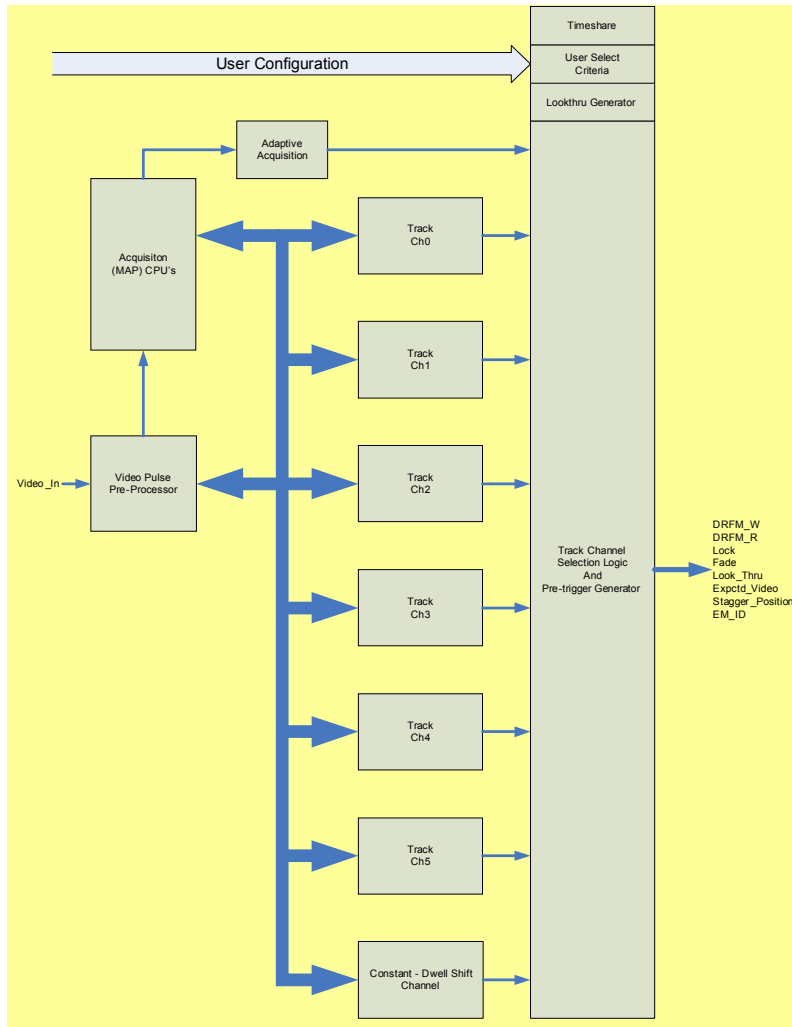 Timeshare
User Configuration
User Select
Criteria
Lookthru Generator
Adaptive
Acquisition
Acquisiton
(MAP) CPU's
Track
Ch0
Track
Ch1
Video_In
Video Pulse
Pre-Processor
Track
Ch2
Track Channel
Selection Logic
And
Pre-trigger Generator
DRFM_W
DRFM_R
Lock
Fade
Look_Thru
Expctd_Video
Stagger_Position
EM_ID
Track
Ch3
Track
Ch4
Track
Ch5
Constant - Dwell Shift
Channel